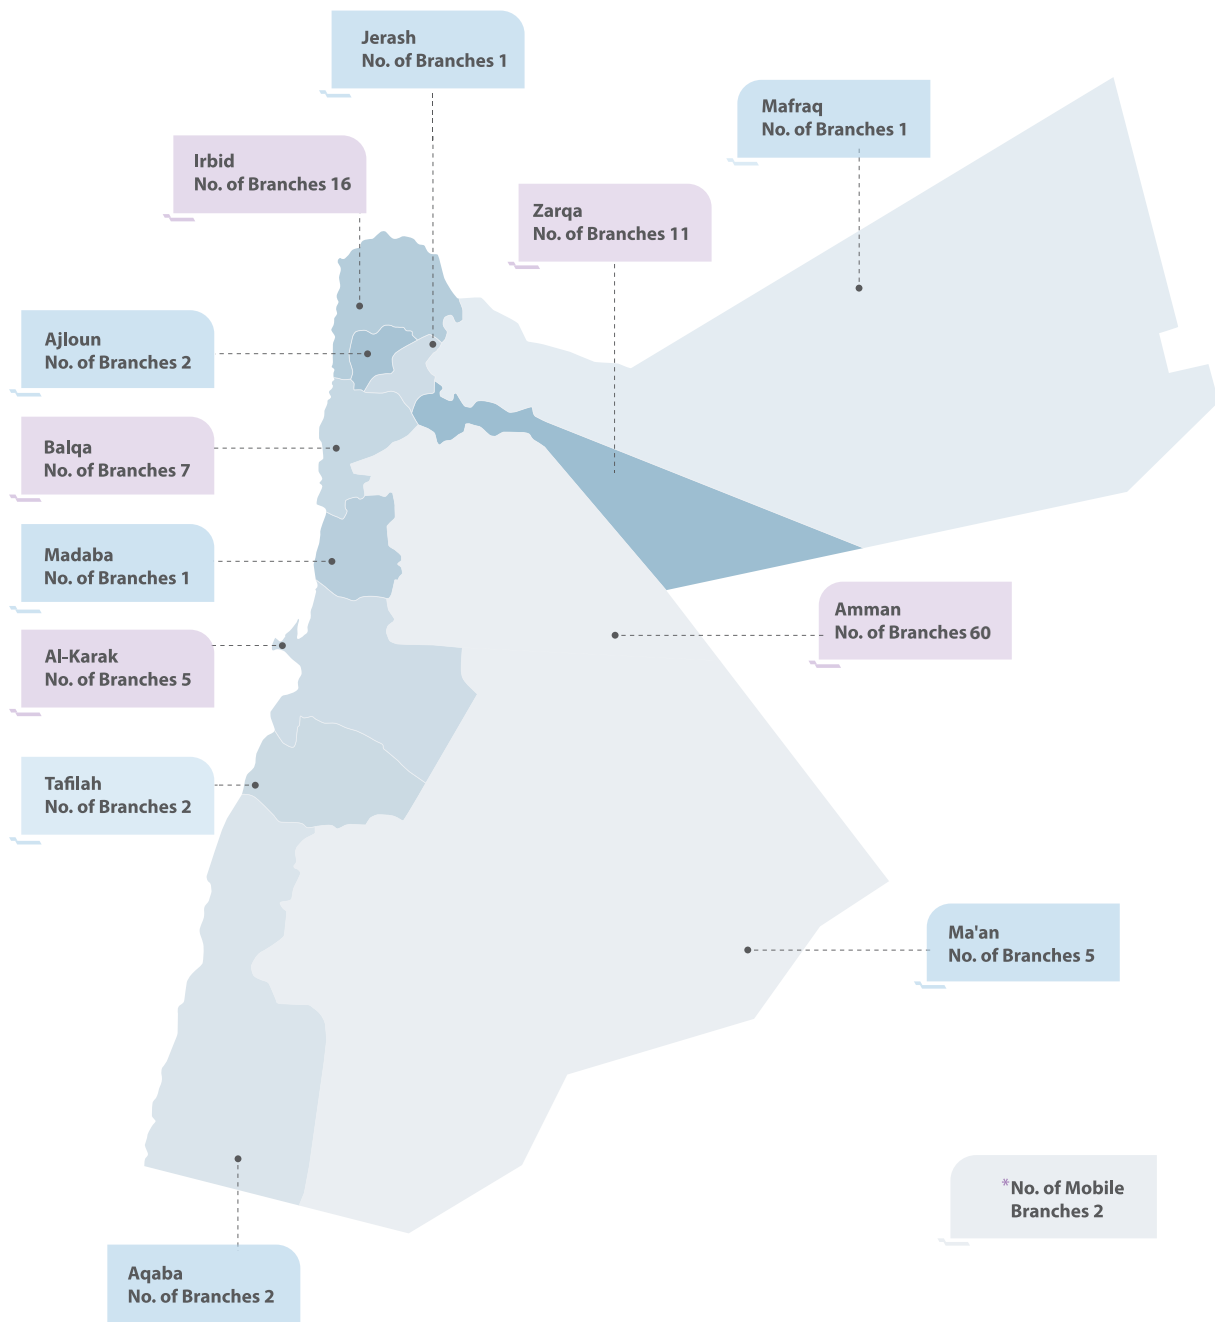 Jerash
No. of Branches 1
Mafraq
No. of Branches 1
Irbid
No. of Branches 16
Zarqa
No. of Branches 11
Ajloun
No. of Branches 2
Balqa
No. of Branches 7
Madaba
No. of Branches 1
Amman
No. of Branches 60
Al-Karak
No. of Branches 5
Tafilah
No. of Branches 2
Ma'an
No. of Branches 5
*No. of Mobile
Branches 2
Aqaba
No. of Branches 2